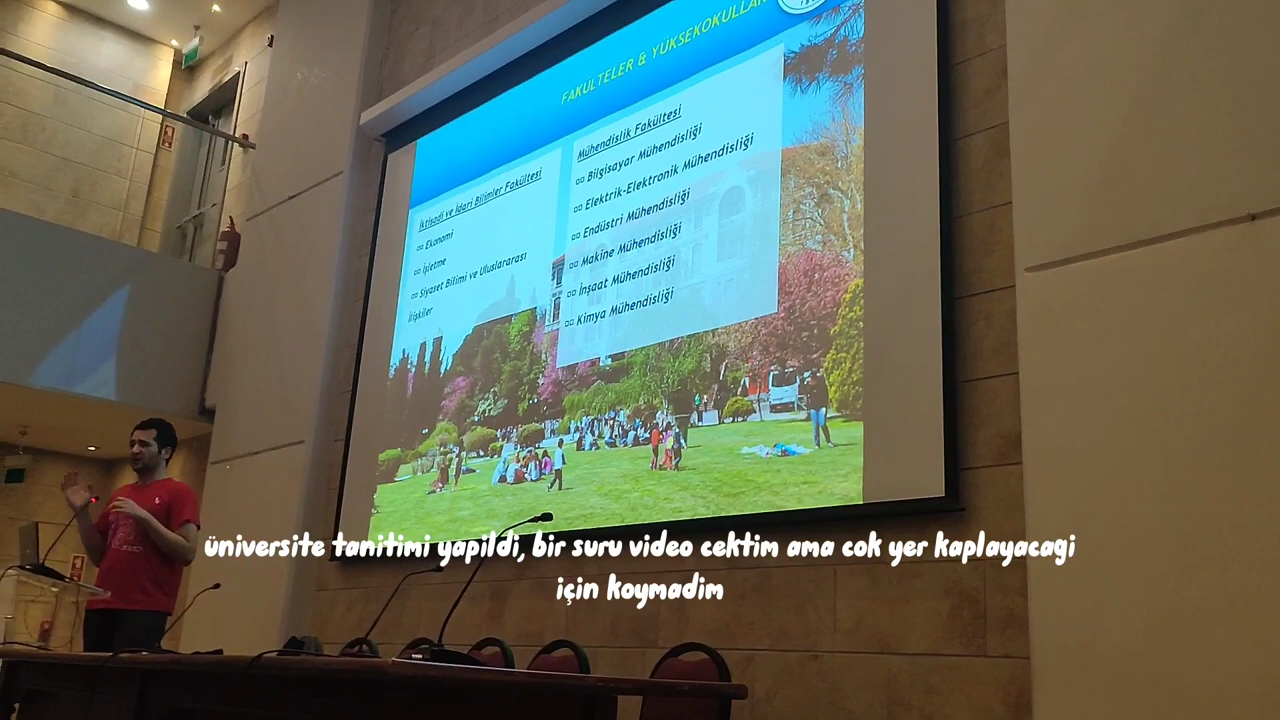 FAKÜLTELER & YÜKSEKOKULLAR
İktisadi ve İdari Bilimler Fakültesi
Ekonomi
İşletme
Siyaset Bilimi ve Uluslararası
İlişkiler
Mühendislik Fakültesi
Bilgisayar Mühendisliği
Elektrik-Elektronik Mühendisliği
Endüstri Mühendisliği
Makine Mühendisliği
İnşaat Mühendisliği
Kimya Mühendisliği
üniversite tanitimi yapildi, bir suru video cektim ama cok yer kaplayacagi
için koymadim